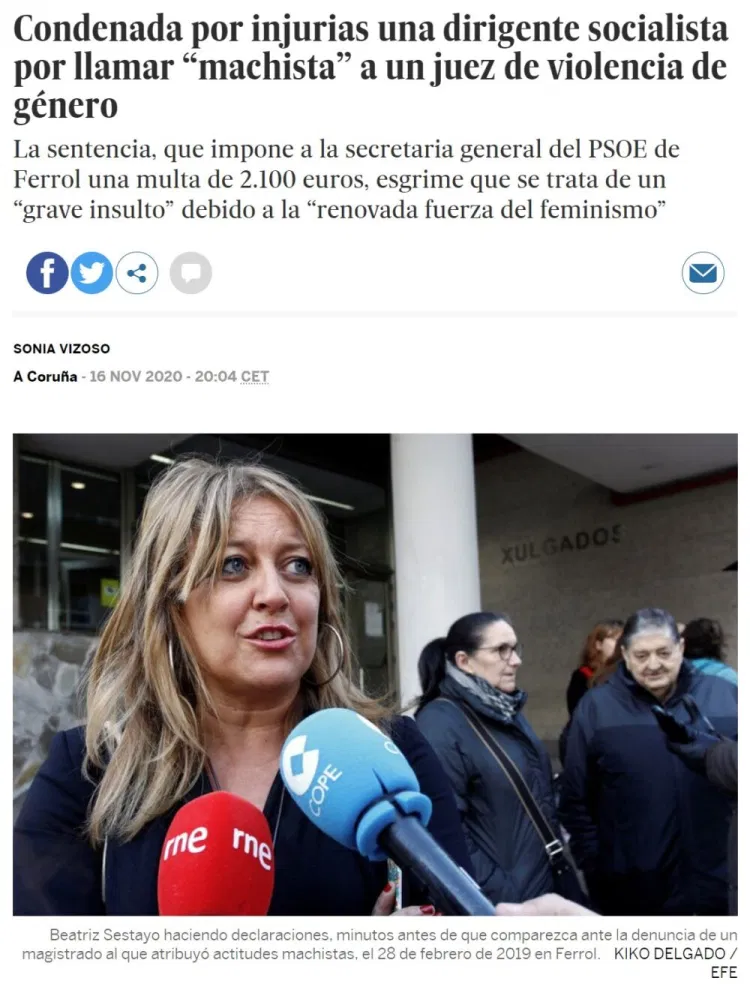 Condenada por injurias una dirigente socialista
por llamar “machista” a un juez de violencia de
género
La sentencia, que impone a la secretaria general del PSOE de
Ferrol una multa de 2.100 euros, esgrime que se trata de un
“grave insulto” debido a la “renovada fuerza del feminismo”
SONIA VIZOSO
A Coruña - 16 NOV 2020 - 20:04 CET
XULGADOS
COPE
rne rne
Beatriz Sestayo haciendo declaraciones, minutos antes de que comparezca ante la denuncia de un
magistrado al que atribuyó actitudes machistas, el 28 de febrero de 2019 en Ferrol. KIKO DELGADO /
EFE